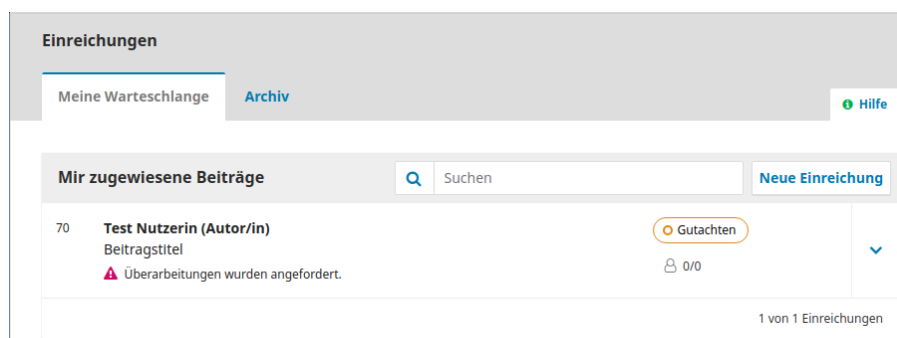 Einreichungen
Meine Warteschlange Archiv
Hilfe
Mir zugewiesene Beiträge Suchen Neue Einreichung
70 Test Nutzerin (Autor/in) Gutachten
Beitragstitel
Überarbeitungen wurden angefordert. 0/0
1 von 1 Einreichungen